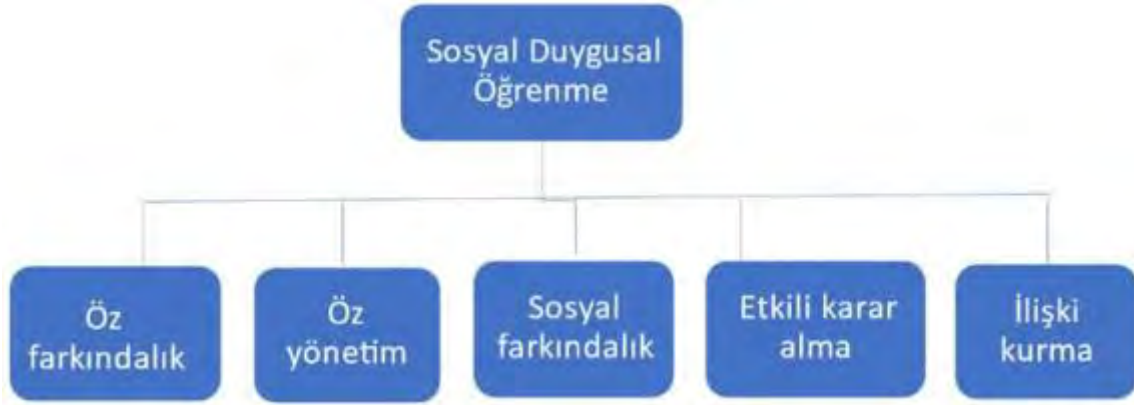 Sosyal Duygusal
Öğrenme
Öz
farkındalık
Öz
yönetim
Sosyal
farkındalık
Etkili karar
alma
İlişki
kurma